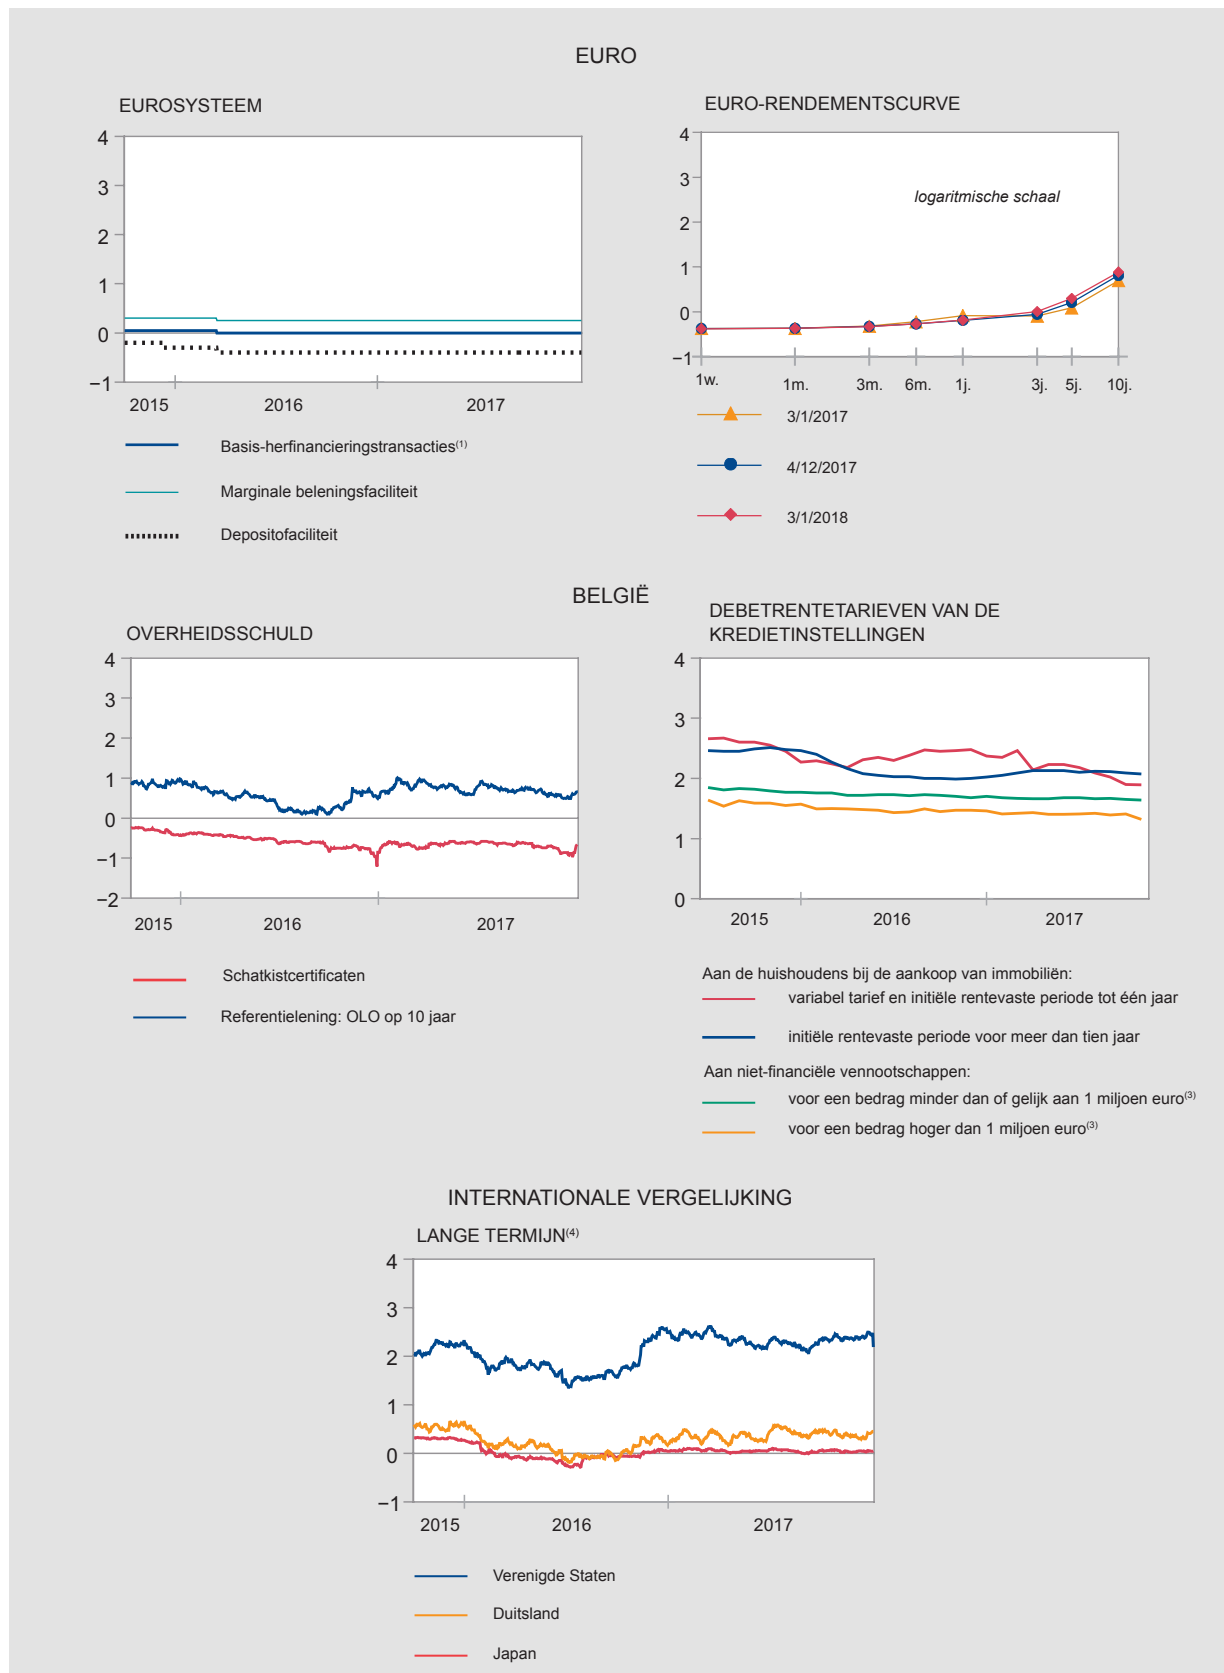 EURO
EUROSYSTEEM
4
3
2
1
0
−1
2015 2016 2017
Basis-herfinancieringstransacties(1)
Marginale beleningsfaciliteit
Depositofaciliteit
EURO-RENDEMENTSCURVE
4
3
2
1
0
−1
logaritmische schaal
1w. 1m. 3m. 6m. 1j. 3j. 5j. 10j.
3/1/2017
4/12/2017
3/1/2018
BELGIË
OVERHEIDSSCHULD
4
3
2
1
0
−1
−2
2015 2016 2017
Schatkistcertificaten
Referentielening: OLO op 10 jaar
DEBETRENTETARIEVEN VAN DE
KREDIETINSTELLINGEN
4
3
2
1
0
2015 2016 2017
Aan de huishoudens bij de aankoop van immobiliën:
variabel tarief en initiële rentevaste periode tot één jaar
initiële rentevaste periode voor meer dan tien jaar
Aan niet-financiële vennootschappen:
voor een bedrag minder dan of gelijk aan 1 miljoen euro(3)
voor een bedrag hoger dan 1 miljoen euro(3)
INTERNATIONALE VERGELIJKING
LANGE TERMIJN(4)
4
3
2
1
0
−1
2015 2016 2017
Verenigde Staten
Duitsland
Japan